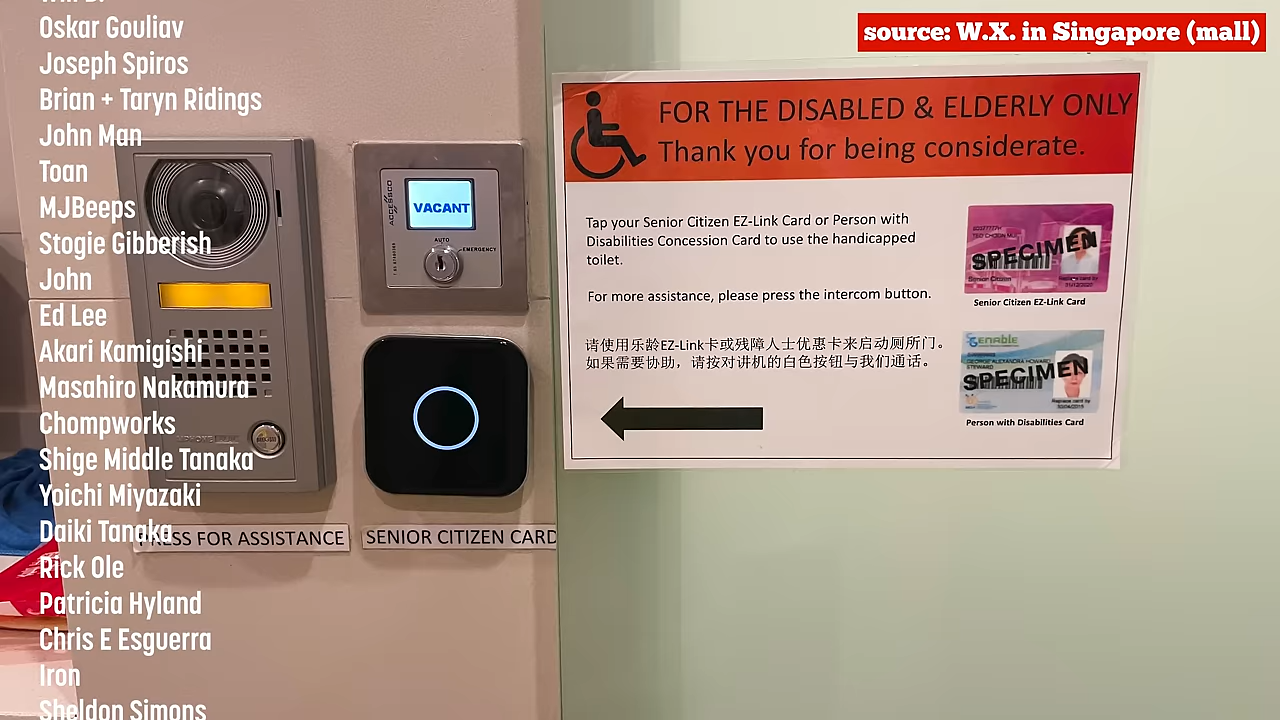 Oskar Gouliav
Joseph Spiros
Brian + Taryn Ridings
John Man
Toan
MJBeeps
Stogie Gibberish
John
Ed Lee
Akari Kamigishi
Masahiro Nakamura
Chompworks
Shige Middle Tanaka
Yoichi Miyazaki
Daiki Tanaka
Rick Ole
Patricia Hyland
Chris E Esguerra
Iron
Sheldon Simons
source: W.X. in Singapore (mall)
ACCESSCO
VACANT
AUTO
EMERGENCY
PRESS FOR ASSISTANCE
SENIOR CITIZEN CARD
FOR THE DISABLED & ELDERLY ONLY
Thank you for being considerate.
Tap your Senior Citizen EZ-Link Card or Person with
Disabilities Concession Card to use the handicapped
toilet.
For more assistance, please press the intercom button.
请使用乐龄EZ-Link卡或残障人士优惠卡来启动厕所门。
如果需要协助，请按对讲机的白色按钮与我们通话。
SPECIMEN
Senior Citizen
Senior Citizen EZ-Link Card
enable
GEORGE ALEXANDRA HOWARD
STEWARD
SPECIMEN
Person with Disabilities Card